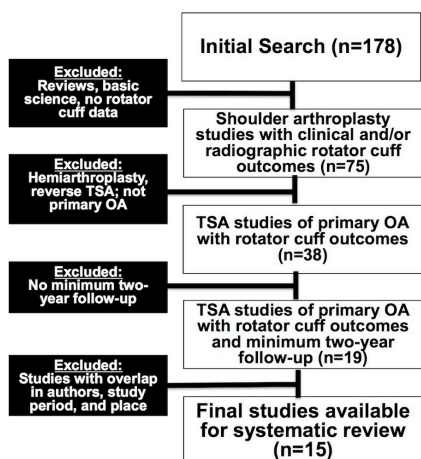 Initial Search (n=178)
Excluded:
Reviews, basic
science, no rotator
cuff data
Shoulder arthroplasty
studies with clinical and/or
radiographic rotator cuff
outcomes (n=75)
Excluded:
Hemiarthroplasty,
reverse TSA; not
primary OA
TSA studies of primary OA
with rotator cuff outcomes
(n=38)
Excluded:
No minimum two-
year follow-up
TSA studies of primary OA
with rotator cuff outcomes
and minimum two-year
follow-up (n=19)
Excluded:
Studies with overlap
in authors, study
period, and place
Final studies available
for systematic review
(n=15)